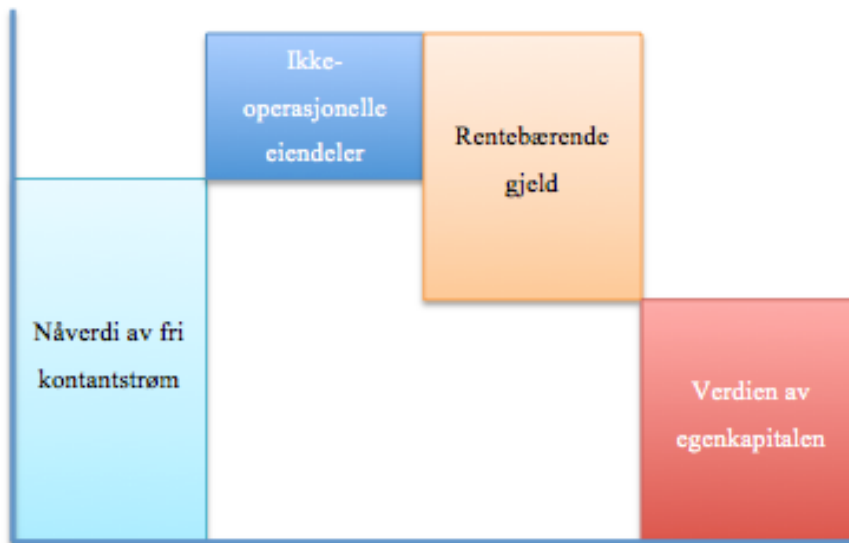 Ikke-
operasjonelle
eiendeler
Rentebærende
gjeld
Nåverdi av fri
kontantstrøm
Verdien av
egenkapitalen